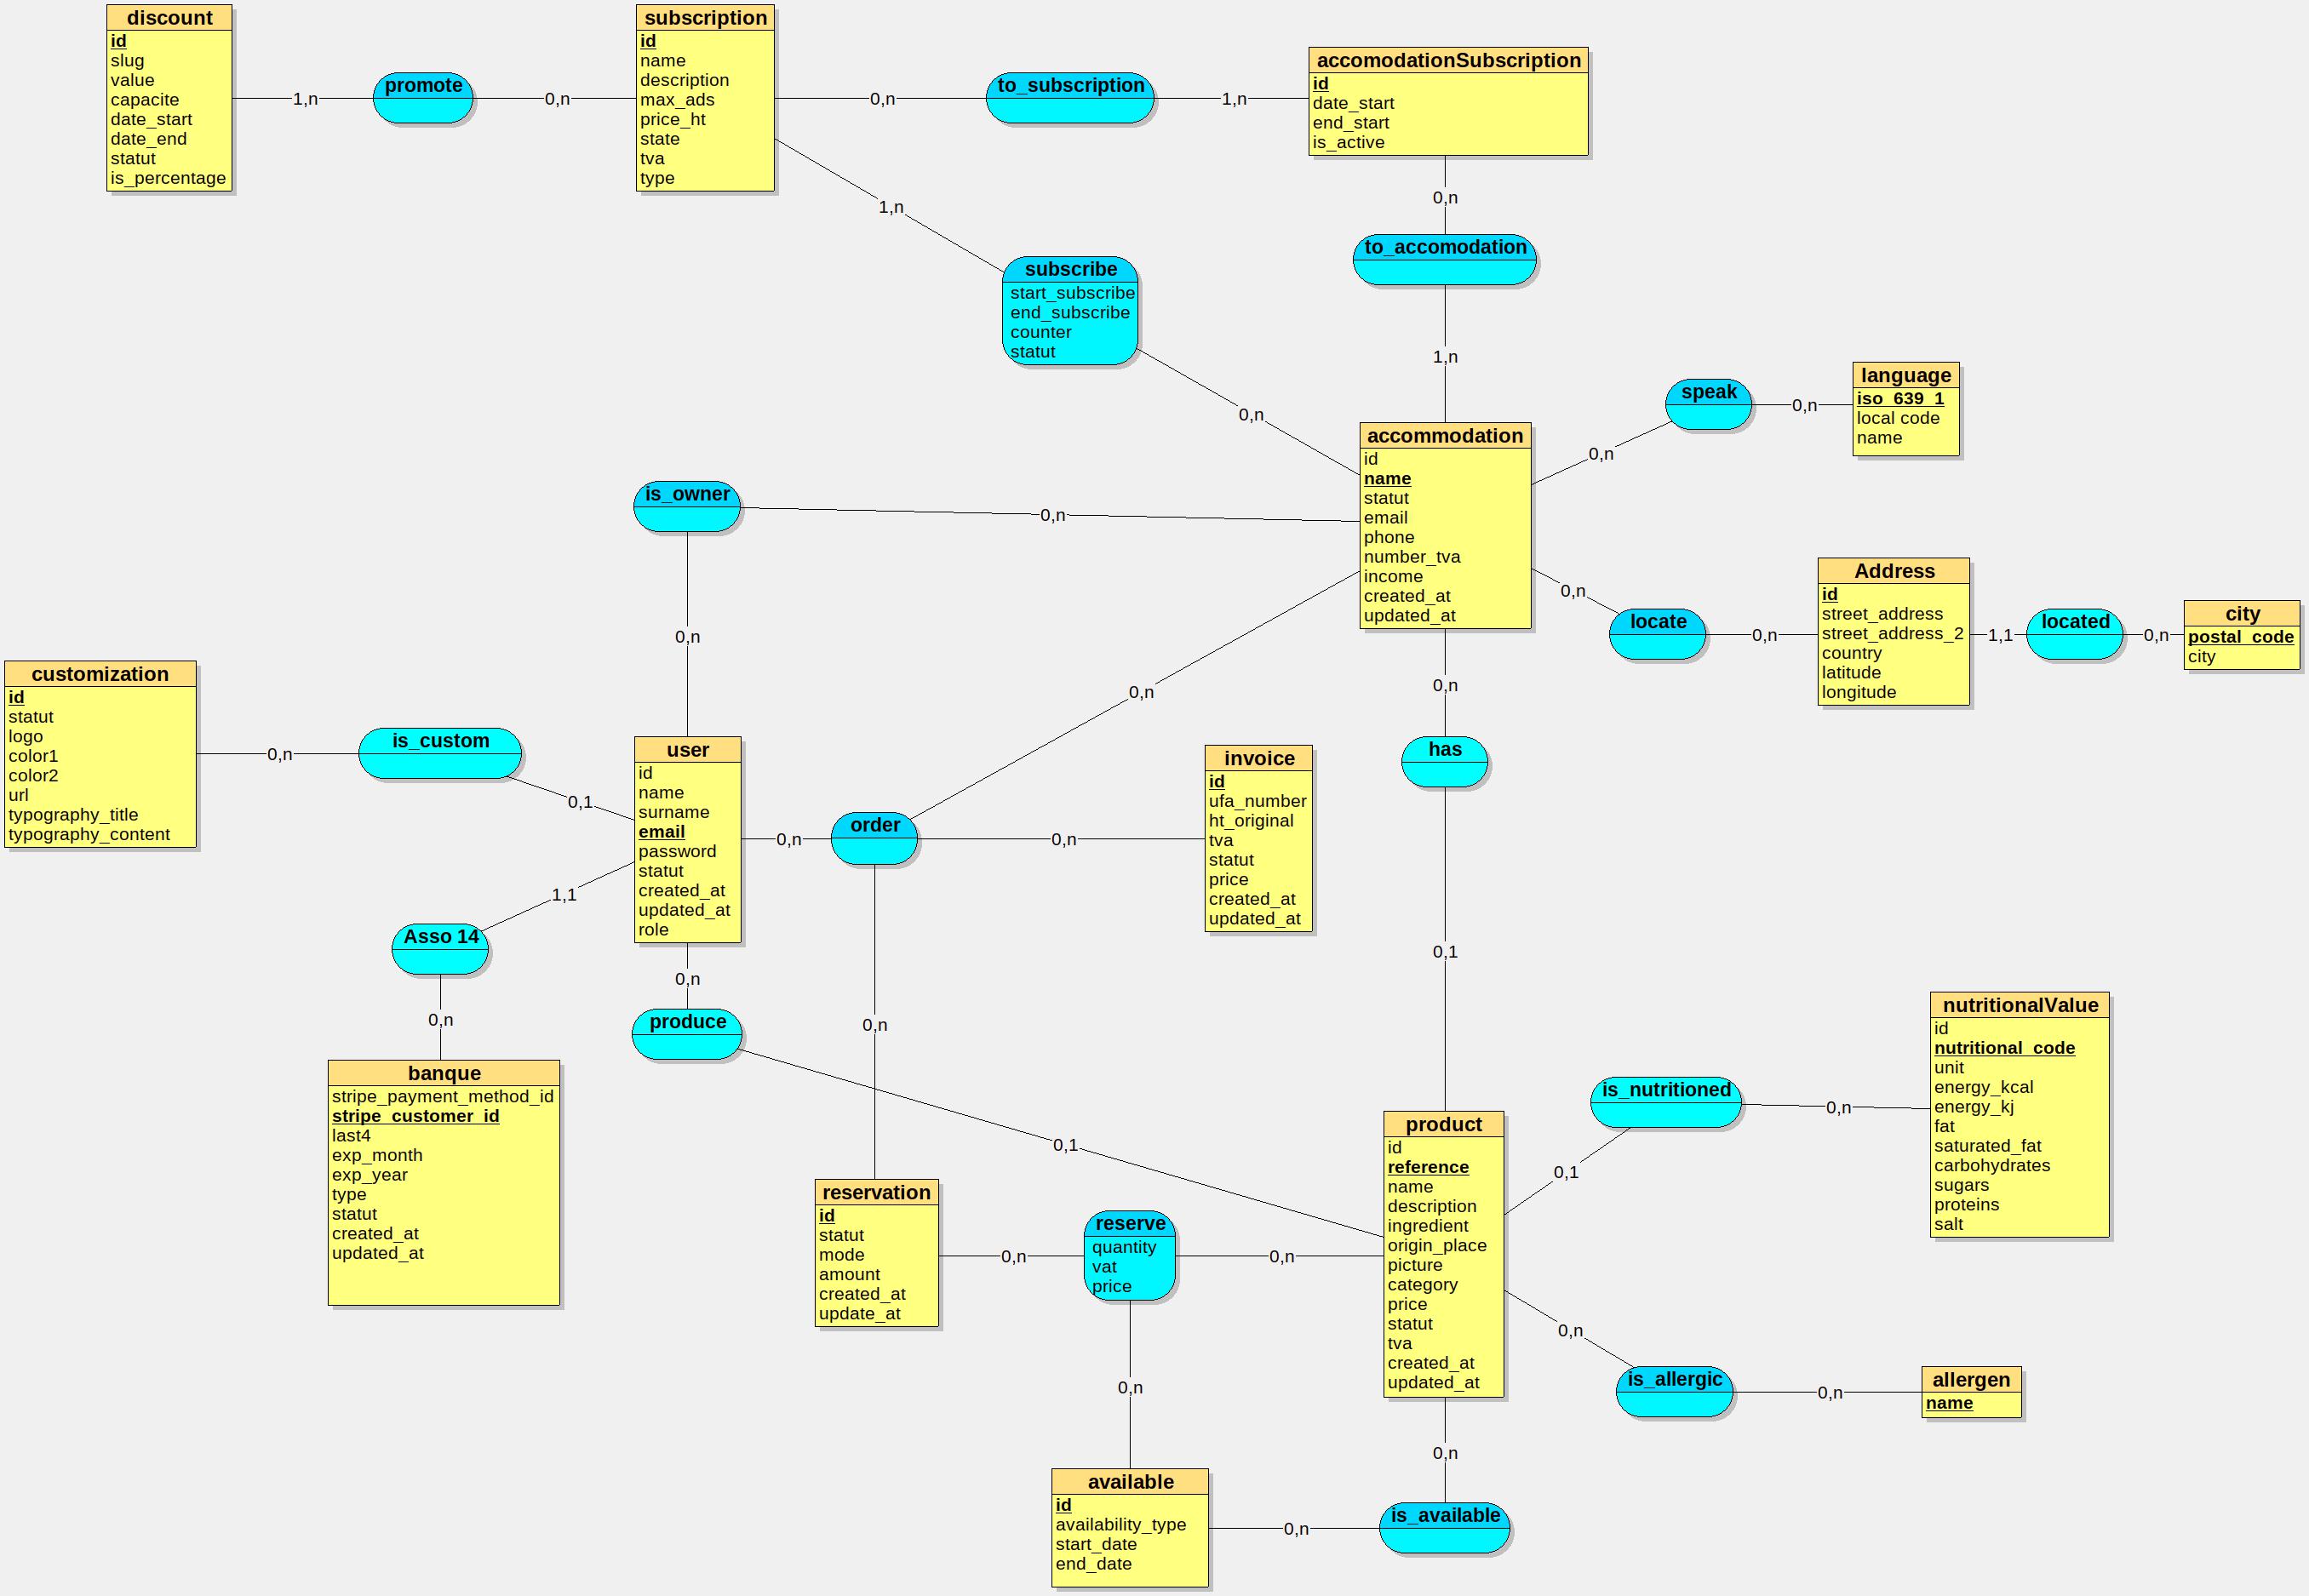 discount
id
slug
value
capacite
date_start
date_end
statut
is_percentage
1,n
promote
0,n
subscription
id
name
description
max_ads
price_ht
state
tva
type
0,n
to_subscription
1,n
accomodationSubscription
id
date_start
end_start
is_active
0,n
to_accomodation
1,n
1,n
subscribe
start_subscribe
end_subscribe
counter
statut
0,n
accommodation
id
name
statut
email
phone
number_tva
income
created_at
updated_at
0,n
speak
0,n
language
iso_639_1
local code
name
is_owner
0,n
0,n
0,n
locate
0,n
Address
id
street_address
street_address_2
country
latitude
longitude
1,1
located
0,n
city
postal_code
city
customization
id
statut
logo
color1
color2
url
typography_title
typography_content
0,n
is_custom
0,1
user
id
name
surname
email
password
statut
created_at
updated_at
role
0,n
order
0,n
0,n
invoice
id
ufa_number
ht_original
tva
statut
price
created_at
updated_at
0,n
has
0,1
1,1
Asso 14
0,n
banque
stripe_payment_method_id
stripe_customer_id
last4
exp_month
exp_year
type
statut
created_at
updated_at
0,n
produce
0,1
0,n
reservation
id
statut
mode
amount
created_at
update_at
0,n
reserve
quantity
vat
price
0,n
0,n
product
id
reference
name
description
ingredient
origin_place
picture
category
price
statut
tva
created_at
updated_at
0,1
is_nutritioned
0,n
nutritionalValue
id
nutritional_code
unit
energy_kcal
energy_kj
fat
saturated_fat
carbohydrates
sugars
proteins
salt
0,n
is_allergic
0,n
allergen
name
0,n
is_available
0,n
available
id
availability_type
start_date
end_date